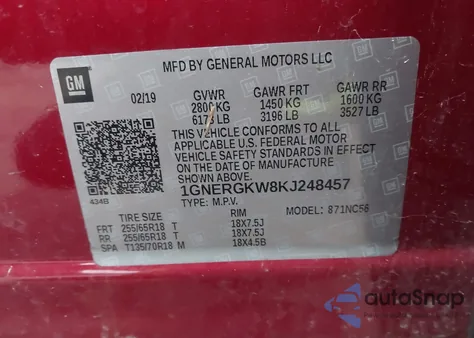 GM
MFD BY GENERAL MOTORS LLC
02/19 GVWR GAWR FRT GAWR RR
2800 KG 1450 KG 1600 KG
3196 LB 3527 LB
THIS VEHICLE CONFORMS TO ALL
APPLICABLE U.S. FEDERAL MOTOR
VEHICLE SAFETY STANDARDS IN EFFECT
ON THE DATE OF MANUFACTURE
SHOWN ABOVE.
434B
1GNERGKW8KJ248457
TYPE: M.P.V. MODEL: 871NC56
TIRE SIZE RIM
FRT 255/65R18 T 18X7.5J
RR 255/65R18 T 18X7.5J
SPA T135/70R18 M 18X4.5B
autoSnap